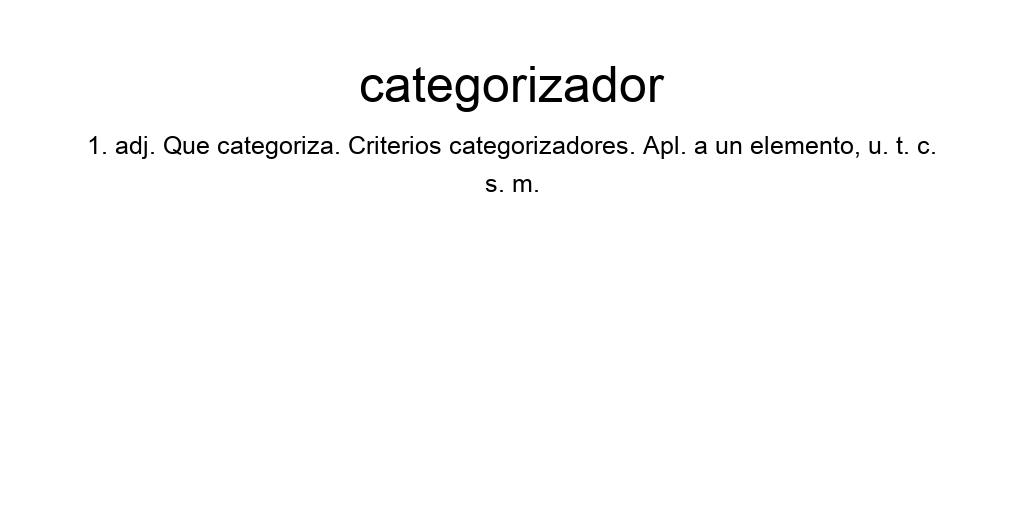 categorizador
1. adj. Que categoriza. Criterios categorizadores. Apl. a un elemento, u. t. c.
s. m.